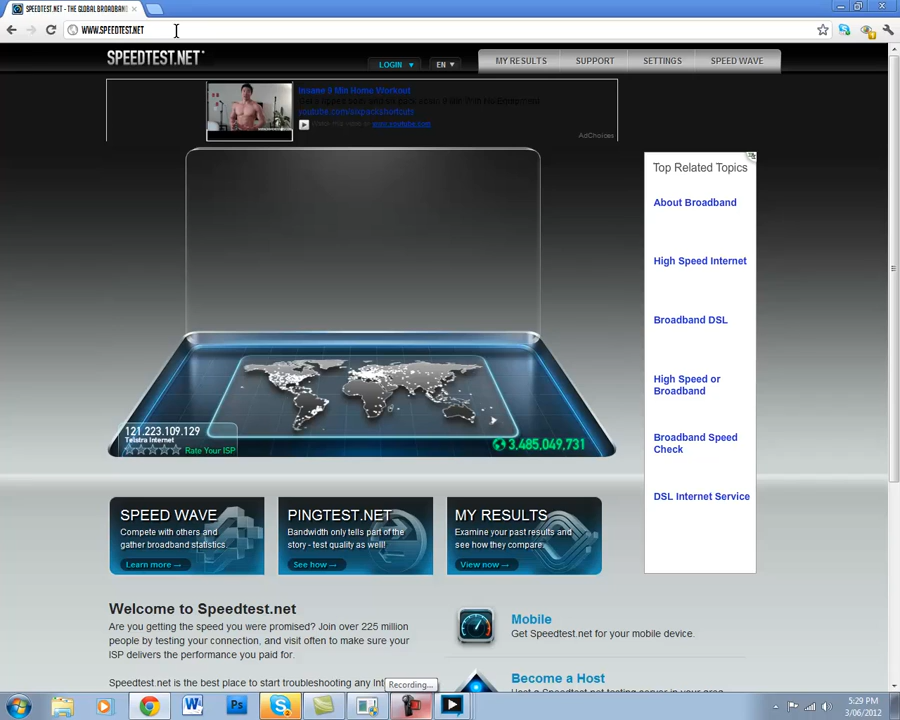 SPEEDTEST.NET - THE GLOBAL BROADBAN
WWW.SPEEDTEST.NET
SPEEDTEST.NET
LOGIN ▼
EN ▼
MY RESULTS
SUPPORT
SETTINGS
SPEED WAVE
Insane 9 Min Home Workout
youtube.com/sixpackshortcuts
www.youtube.com
AdChoices
Top Related Topics
About Broadband
High Speed Internet
Broadband DSL
High Speed or
Broadband
Broadband Speed
Check
DSL Internet Service
121.223.109.129
Telstra Internet
Rate Your ISP
3,485,049,731
SPEED WAVE
Compete with others and
gather broadband statistics.
Learn more →
PINGTEST.NET
Bandwidth only tells part of the
story - test quality as well!
See how →
MY RESULTS
Examine your past results and
see how they compare.
View now →
Welcome to Speedtest.net
Are you getting the speed you were promised? Join over 225 million
people by testing your connection, and visit often to make sure your
ISP delivers the performance you paid for.
Speedtest.net is the best place to start troubleshooting any
Mobile
Get Speedtest.net for your mobile device.
Become a Host
Recording...
5:29 PM
3/06/2012